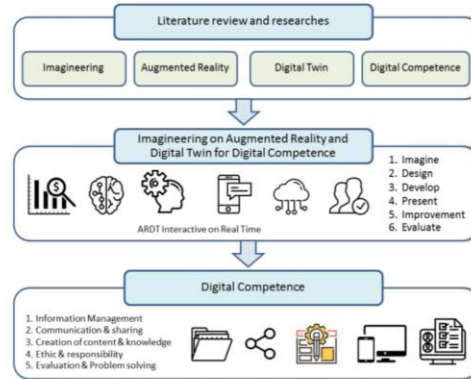 Literature review and researches
Imagineering
Augmented Reality
Digital Twin
Digital Competence
Imagineering on Augmented Reality and
Digital Twin for Digital Competence
ARDT Interactive on Real Time
1. Imagine
2. Design
3. Develop
4. Present
5. Improvement
6. Evaluate
Digital Competence
1. Information Management
2. Communication & sharing
3. Creation of content & knowledge
4. Ethic & responsibility
5. Evaluation & Problem solving